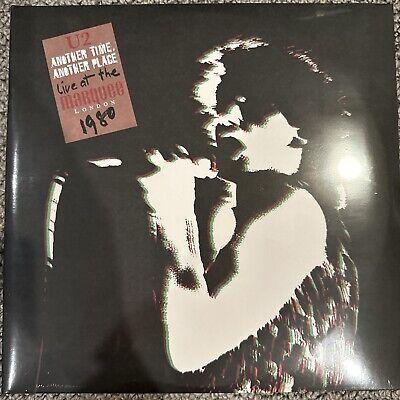 U2
ANOTHER TIME,
ANOTHER PLACE
Live at the
MARQUEE
LONDON
1980